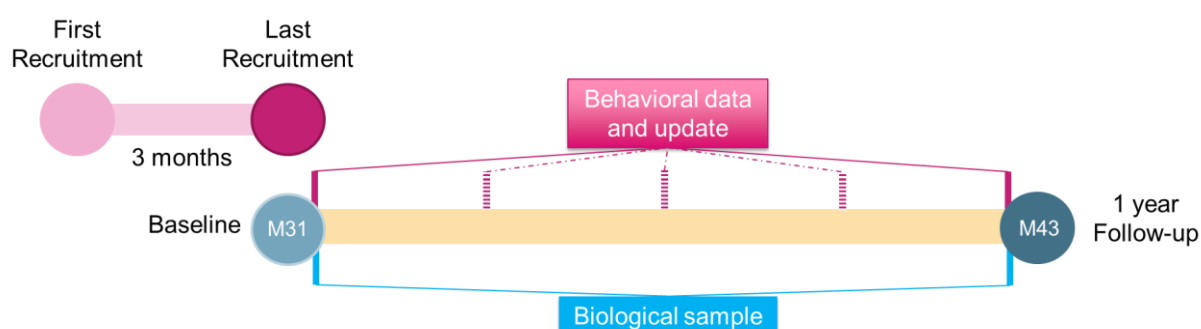 First
Recruitment
Last
Recruitment
3 months
Behavioral data
and update
Baseline
M31
M43
1 year
Follow-up
Biological sample